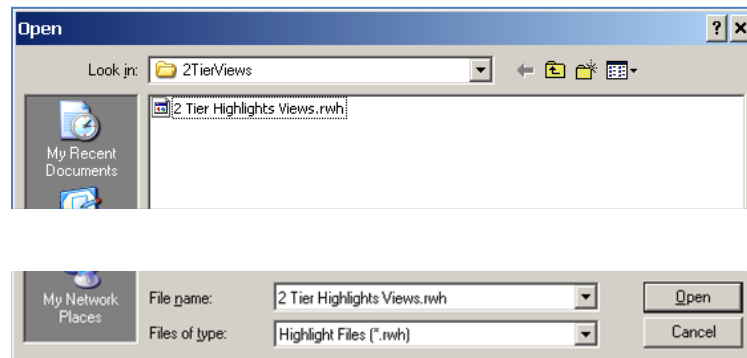 Open
Look in: 2TierViews
2 Tier Highlights Views.rwh
My Recent
Documents
My Network
Places
File name: 2 Tier Highlights Views.rwh Open
Files of type: Highlight Files (*.rwh) Cancel